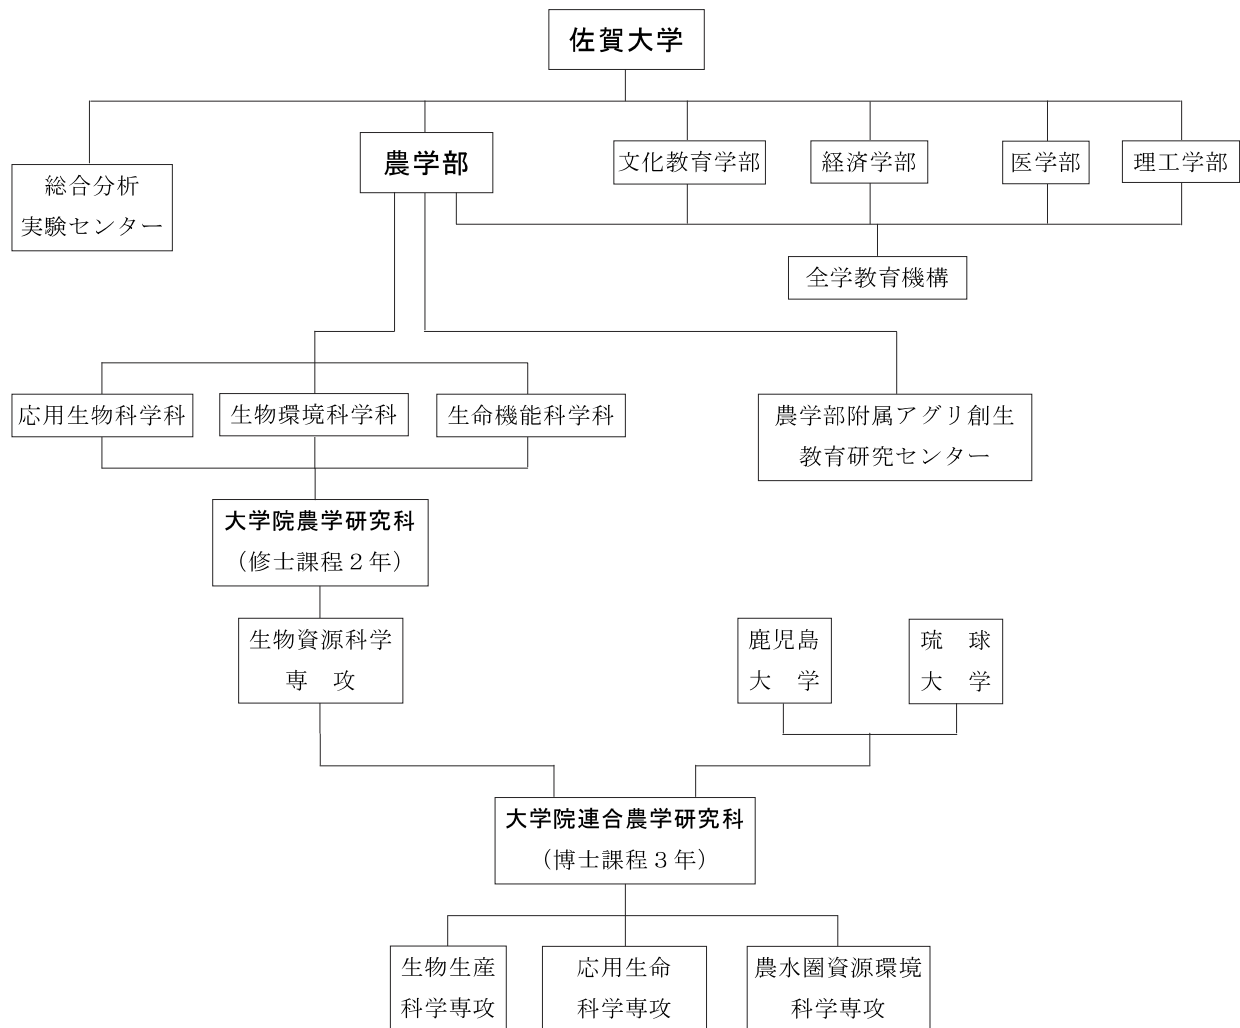 佐賀大学
農学部
文化教育学部
経済学部
医学部
理工学部
総合分析
実験センター
全学教育機構
応用生物科学科
生物環境科学科
生命機能科学科
農学部附属アグリ創生
教育研究センター
大学院農学研究科
（修士課程２年）
生物資源科学
専　攻
鹿児島
大　学
琉　球
大　学
大学院連合農学研究科
（博士課程３年）
生物生産
科学専攻
応用生命
科学専攻
農水圏資源環境
科学専攻